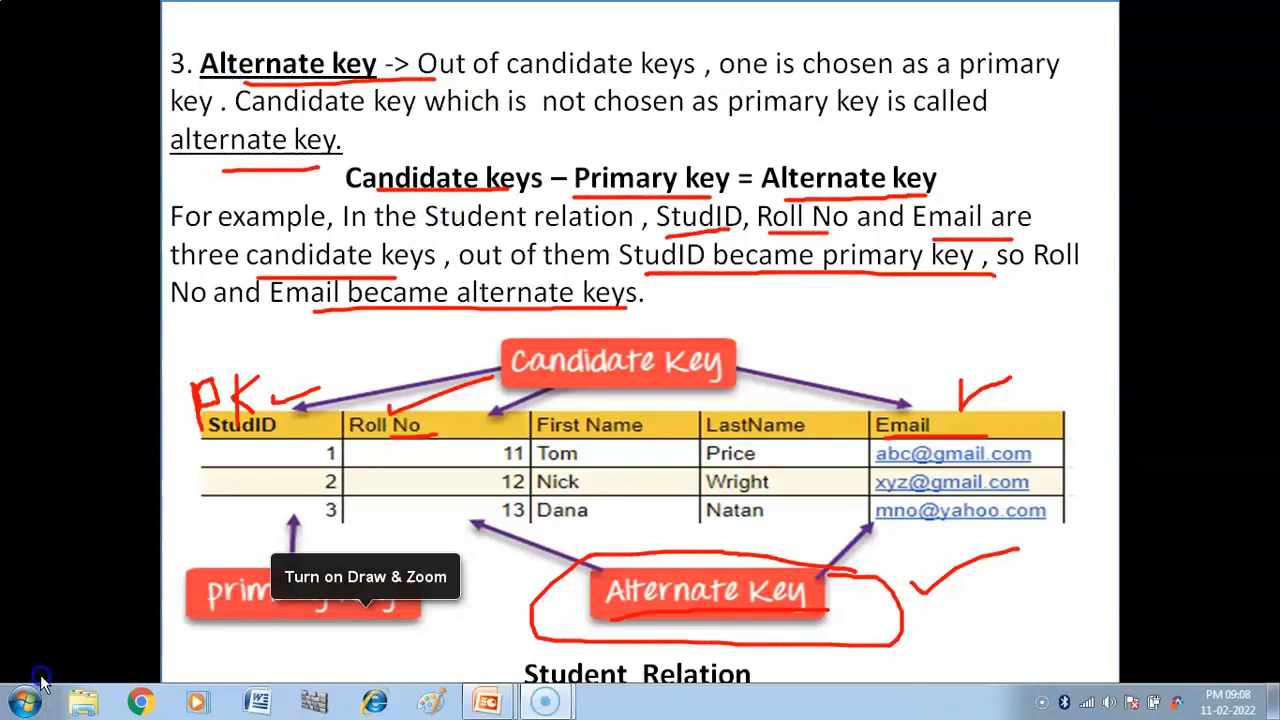 3. Alternate key -> Out of candidate keys , one is chosen as a primary
key . Candidate key which is not chosen as primary key is called
alternate key.
Candidate keys – Primary key = Alternate key
For example, In the Student relation , StudID, Roll No and Email are
three candidate keys , out of them StudID became primary key , so Roll
No and Email became alternate keys.
Candidate Key
PK
StudID Roll No First Name LastName Email
1 11 Tom Price abc@gmail.com
2 12 Nick Wright xyz@gmail.com
3 13 Dana Natan mno@yahoo.com
Turn on Draw & Zoom
Alternate Key
Student Relation
PM 09:08
11-02-2022